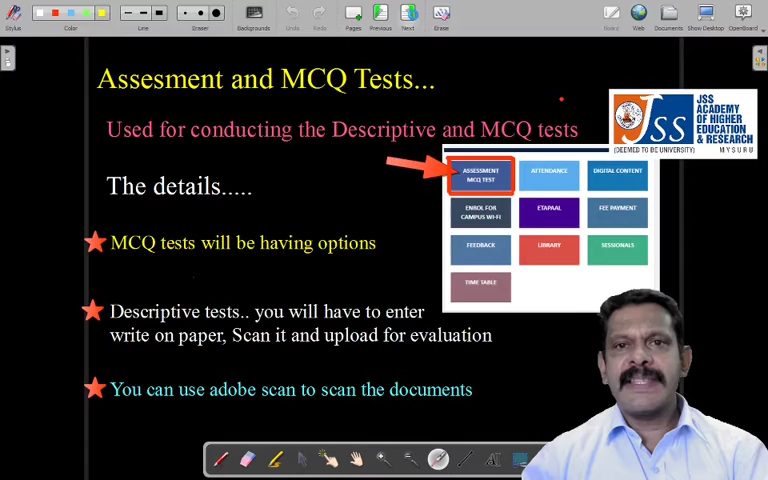 Stylus
Color
Line
Eraser
Backgrounds
Undo
Redo
Pages
Previous
Next
Erase
Board
Web
Documents
Show Desktop
OpenBoard
Assesment and MCQ Tests...
Used for conducting the Descriptive and MCQ tests
JSS
JSS
ACADEMY
OF HIGHER
EDUCATION
& RESEARCH
(DEEMED TO BE UNIVERSITY)
MYSURU
The details.....
ASSESSMENT
MCQ TEST
ATTENDANCE
DIGITAL CONTENT
ENROL FOR
CAMPUS WI-FI
ETAPAAL
FEE PAYMENT
FEEDBACK
LIBRARY
SESSIONALS
TIME TABLE
MCQ tests will be having options
Descriptive tests.. you will have to enter
write on paper, Scan it and upload for evaluation
You can use adobe scan to scan the documents